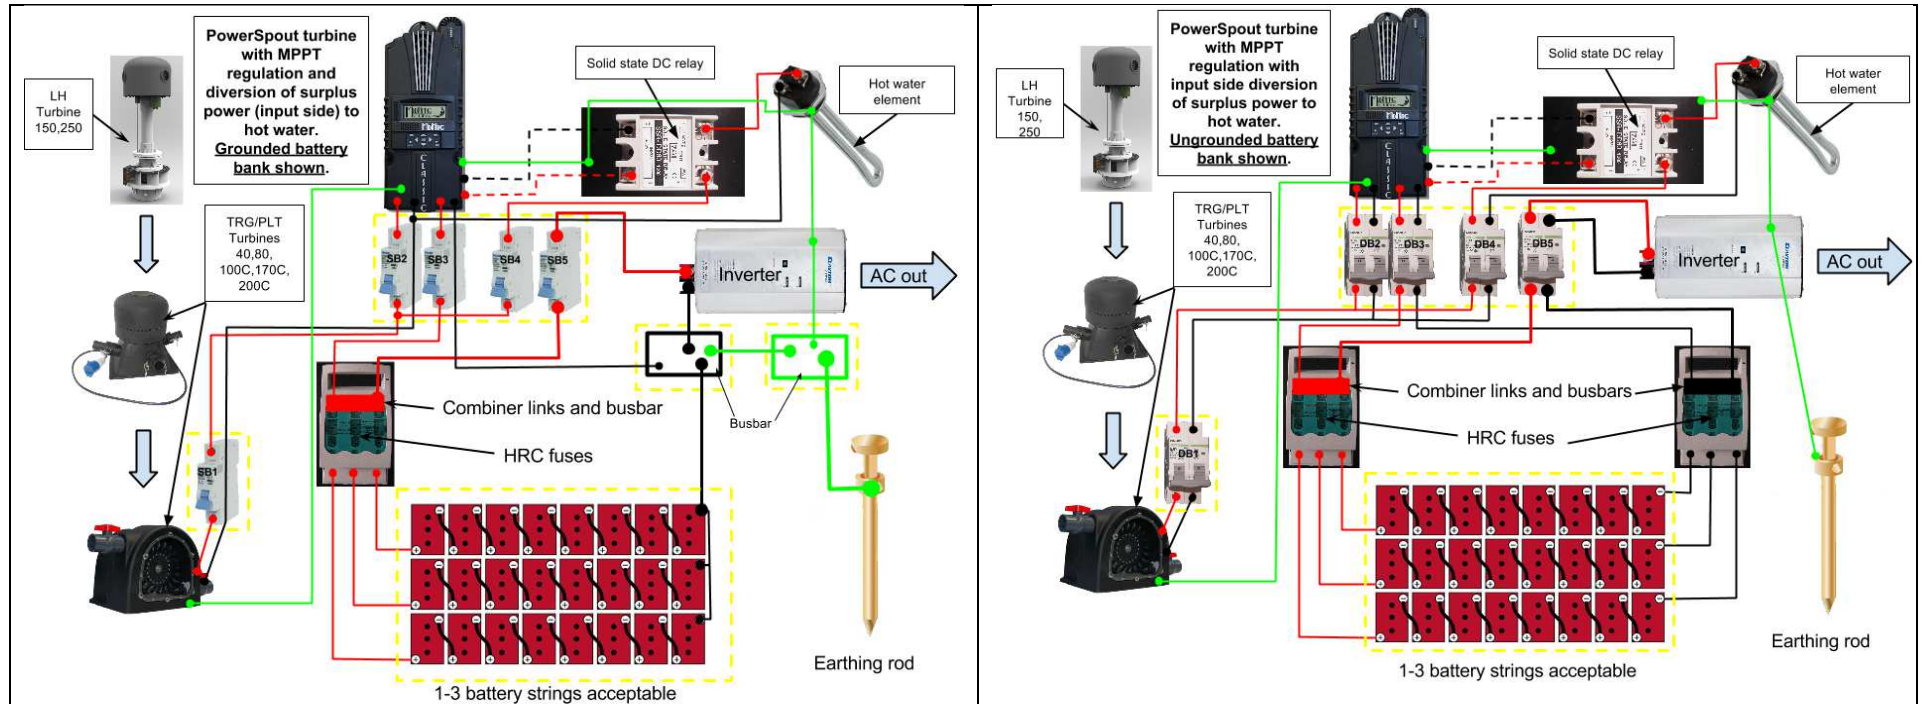 PowerSpout turbine
with MPPT
regulation and
diversion of surplus
power (input side) to
hot water.
Grounded battery
bank shown.
LH
Turbine
150,250
Solid state DC relay
Hot water
element
TRG/PLT
Turbines
40,80,
100C,170C,
200C
CLASSIC
SB2
SB3
SB4
SB5
Inverter
AC out
Combiner links and busbar
Busbar
HRC fuses
SB1
Earthing rod
1-3 battery strings acceptable
PowerSpout turbine
with MPPT
regulation with
input side diversion
of surplus power to
hot water.
Ungrounded battery
bank shown.
LH
Turbine
150,
250
Solid state DC relay
Hot water
element
TRG/PLT
Turbines
40,80,
100C,170C,
200C
CLASSIC
DB2
DB3
DB4
DB5
Inverter
AC out
Combiner links and busbars
HRC fuses
DB1
Earthing rod
1-3 battery strings acceptable